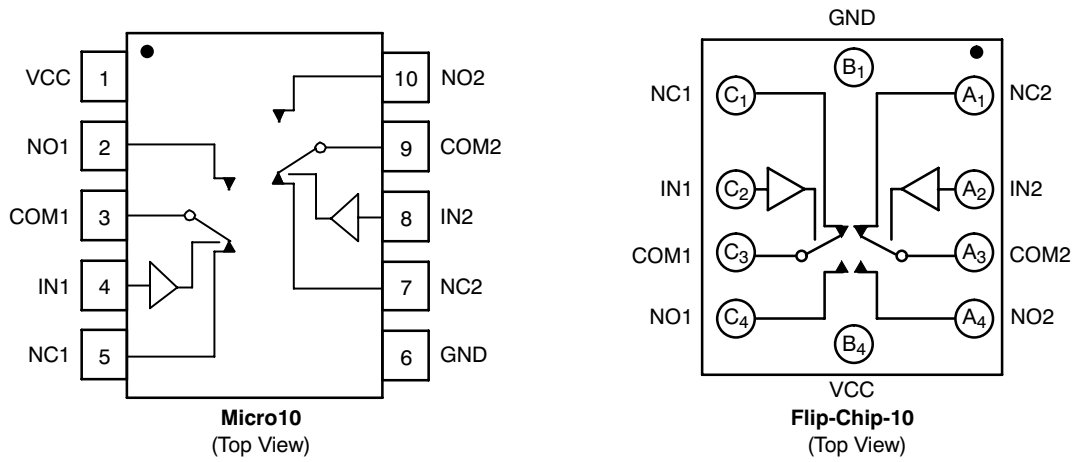 VCC 1 10 NO2
NO1 2 9 COM2
COM1 3 8 IN2
IN1 4 7 NC2
NC1 5 6 GND
Micro10
(Top View)
GND
B1
NC1 C1 A1 NC2
IN1 C2 A2 IN2
COM1 C3 A3 COM2
NO1 C4 A4 NO2
B4
VCC
Flip-Chip-10
(Top View)